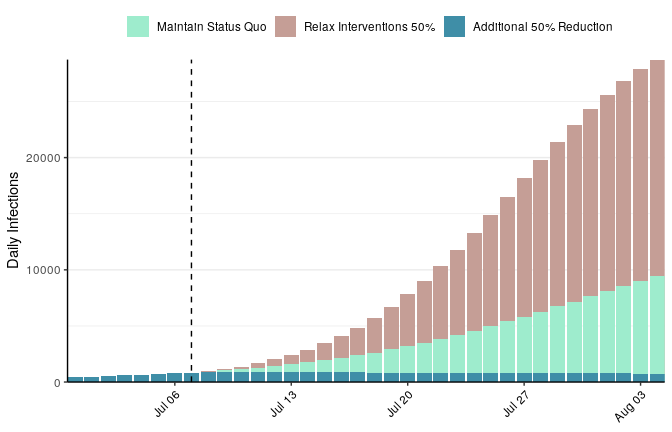 Maintain Status Quo Relax Interventions 50% Additional 50% Reduction
Daily Infections
20000
10000
0
Jul 06 Jul 13 Jul 20 Jul 27 Aug 03